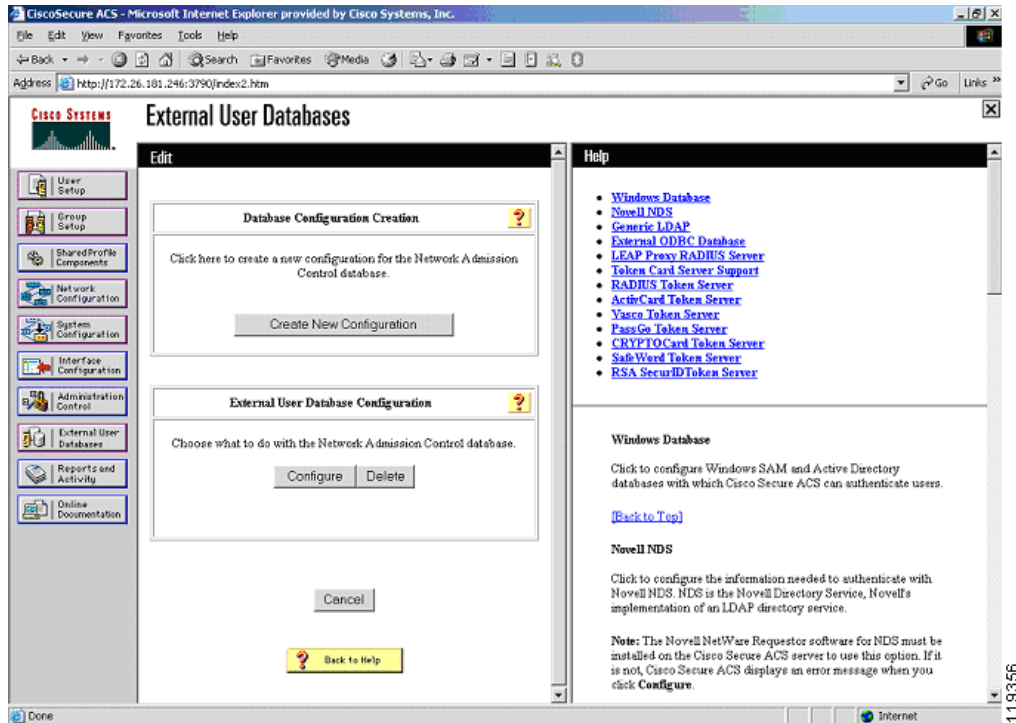 CiscoSecure ACS - Microsoft Internet Explorer provided by Cisco Systems, Inc.
File Edit View Favorites Tools Help
Back Search Favorites Media
Address http://172.26.181.246:3790/index2.htm Go Links »
CISCO SYSTEMS
External User Databases
User Setup
Group Setup
Shared Profile Components
Network Configuration
System Configuration
Interface Configuration
Administration Control
External User Databases
Reports and Activity
Online Documentation
Edit
Database Configuration Creation ?
Click here to create a new configuration for the Network Admission
Control database.
Create New Configuration
External User Database Configuration ?
Choose what to do with the Network Admission Control database.
Configure Delete
Cancel
? Back to Help
Help
• Windows Database
• Novell NDS
• Generic LDAP
• External ODBC Database
• LEAP Proxy RADIUS Server
• Token Card Server Support
• RADIUS Token Server
• ActivCard Token Server
• Vasco Token Server
• PassGo Token Server
• CRYPTOCard Token Server
• SafeWord Token Server
• RSA SecurIDToken Server
Windows Database
Click to configure Windows SAM and Active Directory
databases with which Cisco Secure ACS can authenticate users.
[Back to Top]
Novell NDS
Click to configure the information needed to authenticate with
Novell NDS. NDS is the Novell Directory Service, Novell's
implementation of an LDAP directory service.
Note: The Novell NetWare Requestor software for NDS must be
installed on the Cisco Secure ACS server to use this option. If it
is not, Cisco Secure ACS displays an error message when you
click Configure.
Done Internet
119356